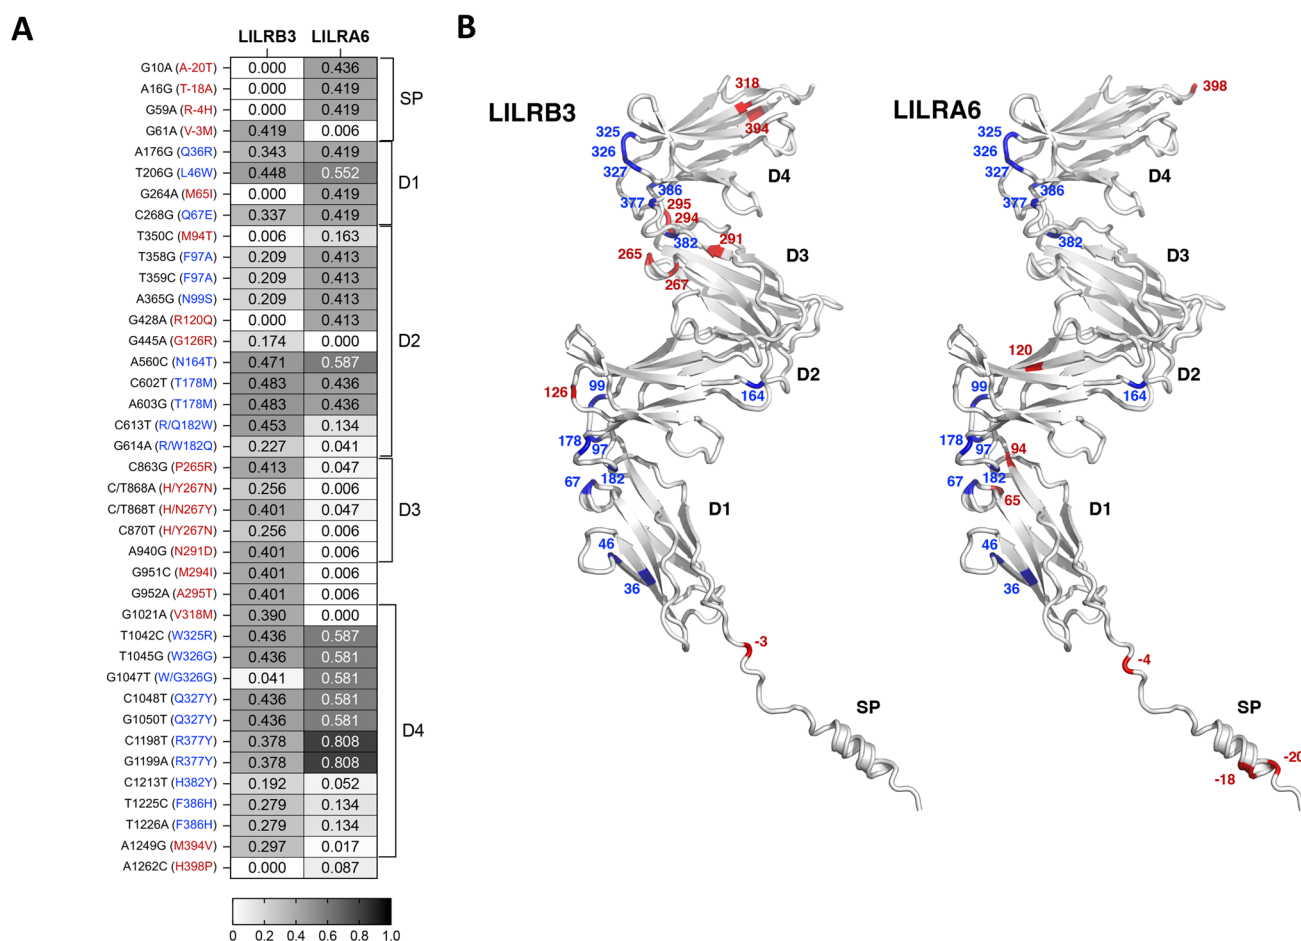 A
LILRB3 LILRA6
G10A (A-20T) 0.000 0.436
A16G (T-18A) 0.000 0.419
G59A (R-4H) 0.000 0.419
G61A (V-3M) 0.419 0.006
SP
A176G (Q36R) 0.343 0.419
T206G (L46W) 0.448 0.552
G264A (M65I) 0.000 0.419
C268G (Q67E) 0.337 0.419
D1
T350C (M94T) 0.006 0.163
T358G (F97A) 0.209 0.413
T359C (F97A) 0.209 0.413
A365G (N99S) 0.209 0.413
G428A (R120Q) 0.000 0.413
G445A (G126R) 0.174 0.000
A560C (N164T) 0.471 0.587
C602T (T178M) 0.483 0.436
A603G (T178M) 0.483 0.436
C613T (R/Q182W) 0.453 0.134
G614A (R/W182Q) 0.227 0.041
D2
C863G (P265R) 0.413 0.047
C/T868A (H/Y267N) 0.256 0.006
C/T868T (H/N267Y) 0.401 0.047
C870T (H/Y267N) 0.256 0.006
A940G (N291D) 0.401 0.006
D3
G951C (M294I) 0.401 0.006
G952A (A295T) 0.401 0.006
G1021A (V318M) 0.390 0.000
T1042C (W325R) 0.436 0.587
T1045G (W326G) 0.436 0.581
G1047T (W/G326G) 0.041 0.581
C1048T (Q327Y) 0.436 0.581
G1050T (Q327Y) 0.436 0.581
C1198T (R377Y) 0.378 0.808
G1199A (R377Y) 0.378 0.808
C1213T (H382Y) 0.192 0.052
T1225C (F386H) 0.279 0.134
T1226A (F386H) 0.279 0.134
A1249G (M394V) 0.297 0.017
D4
A1262C (H398P) 0.000 0.087
0 0.2 0.4 0.6 0.8 1.0
B
LILRB3
318
394
325
326
327
D4
386
377
295
294
382
291
265
267
D3
D2
126
99
164
178
97
182
67
D1
46
36
-3
SP
LILRA6
398
325
326
327
D4
386
377
382
D3
120
D2
99
164
178
97
94
182
67
65
D1
46
36
-4
SP
-20
-18